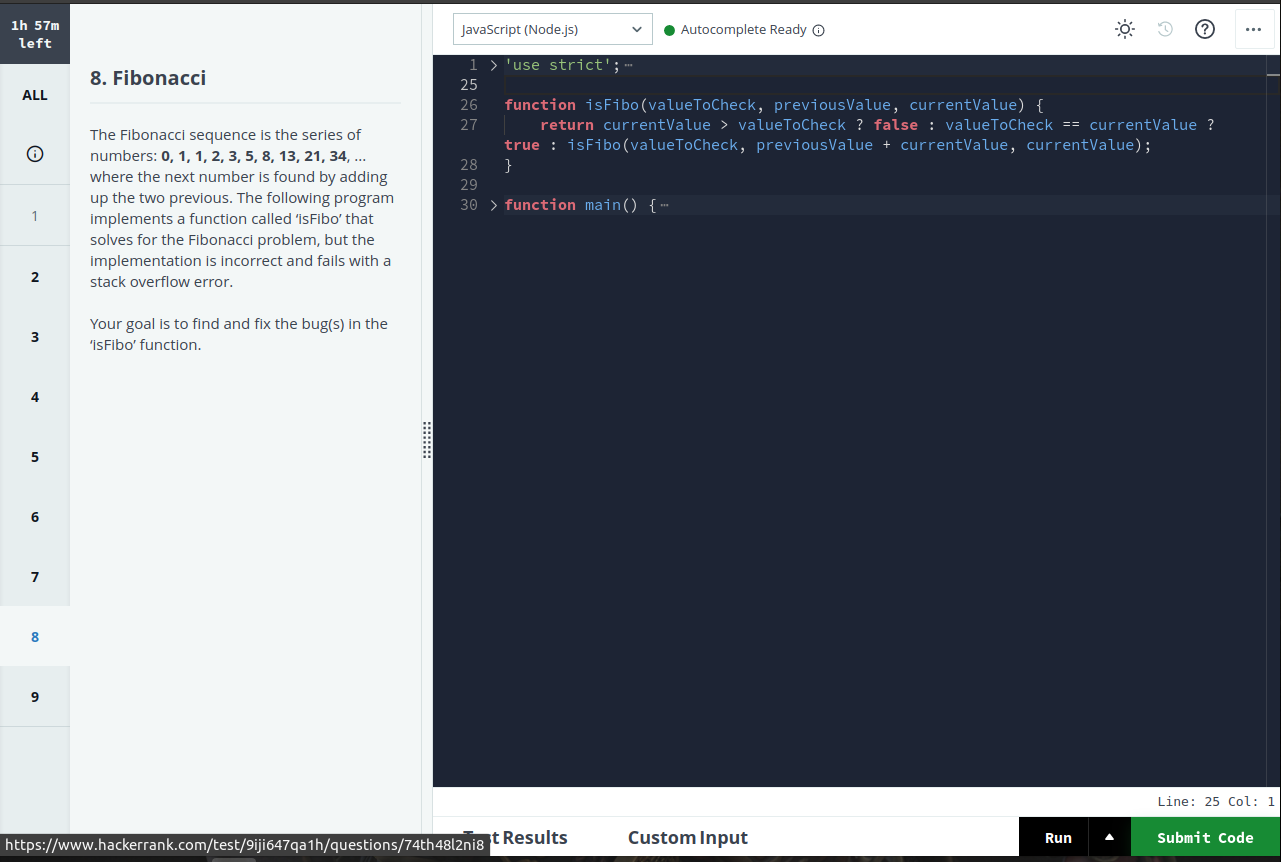 1h 57m
left
ALL
1
2
3
4
5
6
7
8
9
8. Fibonacci
The Fibonacci sequence is the series of
numbers: 0, 1, 1, 2, 3, 5, 8, 13, 21, 34, ...
where the next number is found by adding
up the two previous. The following program
implements a function called ‘isFibo’ that
solves for the Fibonacci problem, but the
implementation is incorrect and fails with a
stack overflow error.
Your goal is to find and fix the bug(s) in the
‘isFibo’ function.
JavaScript (Node.js)
Autocomplete Ready
1 'use strict';
25
26 function isFibo(valueToCheck, previousValue, currentValue) {
27 return currentValue > valueToCheck ? false : valueToCheck == currentValue ?
true : isFibo(valueToCheck, previousValue + currentValue, currentValue);
28 }
29
30 function main() {
Line: 25 Col: 1
st Results
Custom Input
Run
Submit Code
https://www.hackerrank.com/test/9iji647qa1h/questions/74th48l2ni8